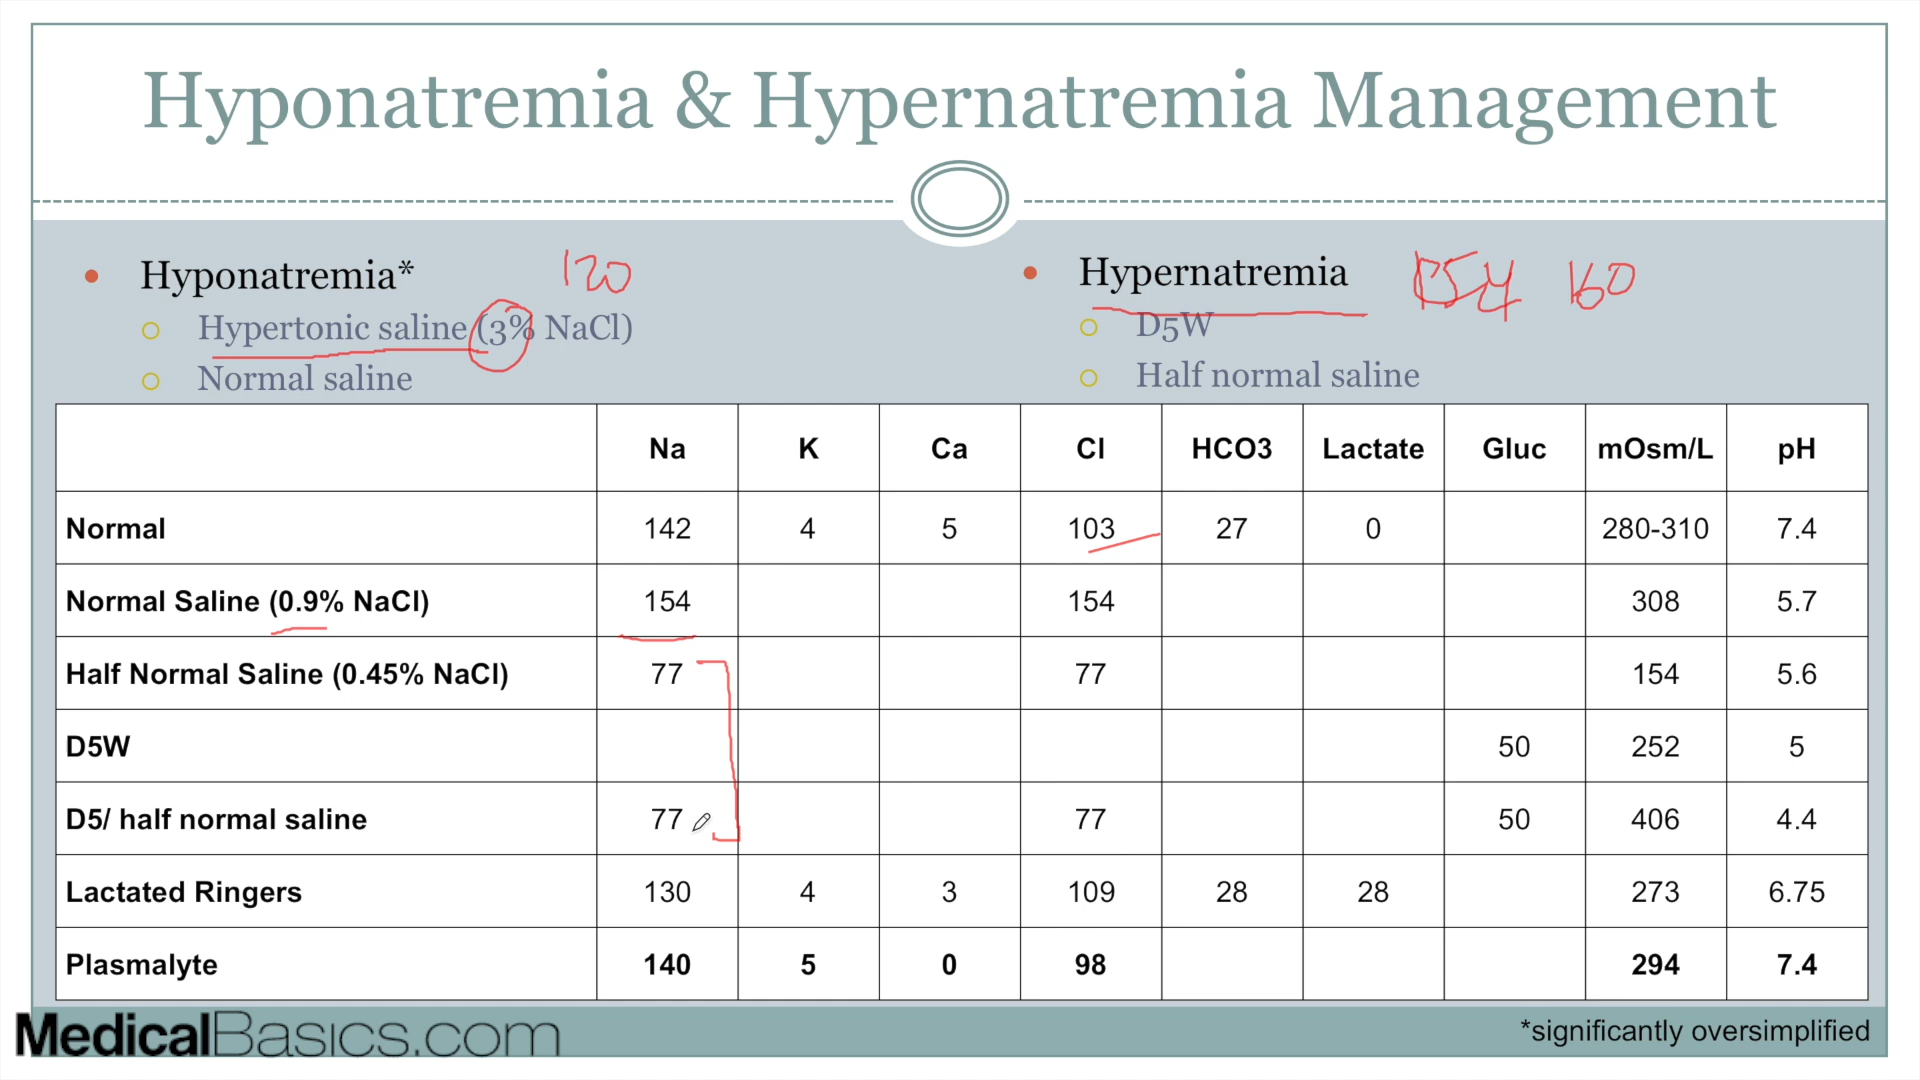 Hyponatremia & Hypernatremia Management
Hyponatremia* 120
Hypertonic saline (3% NaCl)
Normal saline
Hypernatremia 154 160
D5W
Half normal saline
Na K Ca Cl HCO3 Lactate Gluc mOsm/L pH
Normal 142 4 5 103 27 0 280-310 7.4
Normal Saline (0.9% NaCl) 154 154 308 5.7
Half Normal Saline (0.45% NaCl) 77 77 154 5.6
D5W 50 252 5
D5/ half normal saline 77 77 50 406 4.4
Lactated Ringers 130 4 3 109 28 28 273 6.75
Plasmalyte 140 5 0 98 294 7.4
MedicalBasics.com
*significantly oversimplified